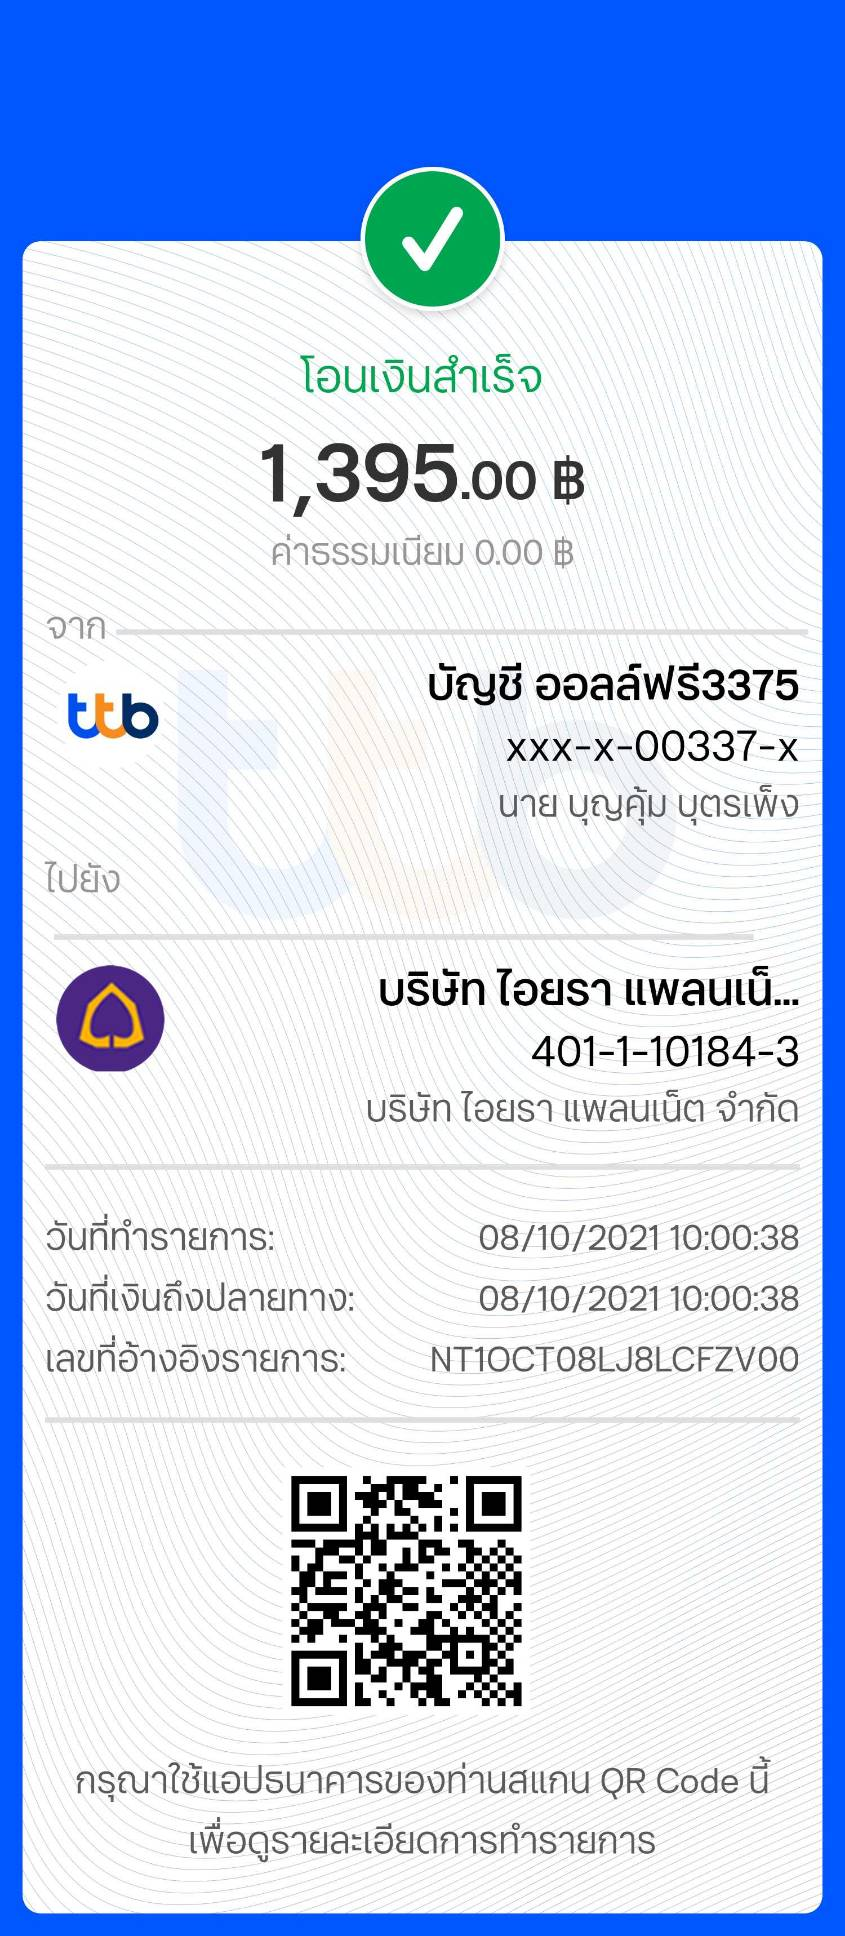 โอนเงินสำเร็จ
1,395.00 ฿
ค่าธรรมเนียม 0.00 ฿
จาก
ttb
บัญชี ออลล์ฟรี3375
xxx-x-00337-x
นาย บุญคุ้ม บุตรเพ็ง
ไปยัง
บริษัท ไอยรา แพลนเน็...
401-1-10184-3
บริษัท ไอยรา แพลนเน็ต จำกัด
วันที่ทำรายการ: 08/10/2021 10:00:38
วันที่เงินถึงปลายทาง: 08/10/2021 10:00:38
เลขที่อ้างอิงรายการ: NT1OCT08LJ8LCFZV00
กรุณาใช้แอปธนาคารของท่านสแกน QR Code นี้
เพื่อดูรายละเอียดการทำรายการ